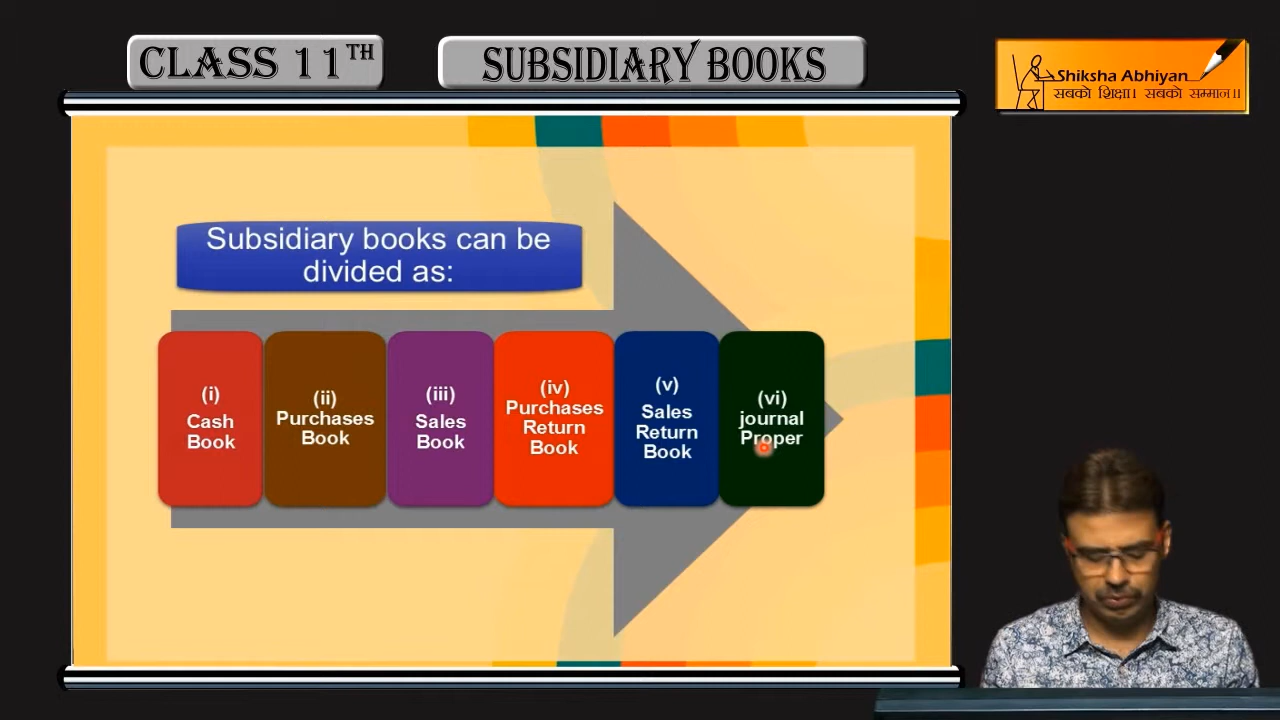 CLASS 11TH
SUBSIDIARY BOOKS
Shiksha Abhiyan
सबको शिक्षा। सबको सम्मान।।
Subsidiary books can be
divided as:
(i)
Cash
Book
(ii)
Purchases
Book
(iii)
Sales
Book
(iv)
Purchases
Return
Book
(v)
Sales
Return
Book
(vi)
journal
Proper